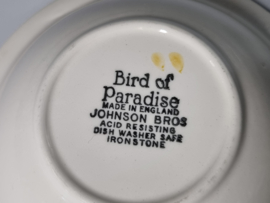 Bird of
Paradise
MADE IN ENGLAND
JOHNSON BROS
ACID RESISTING
DISH WASHER SAFE
IRONSTONE